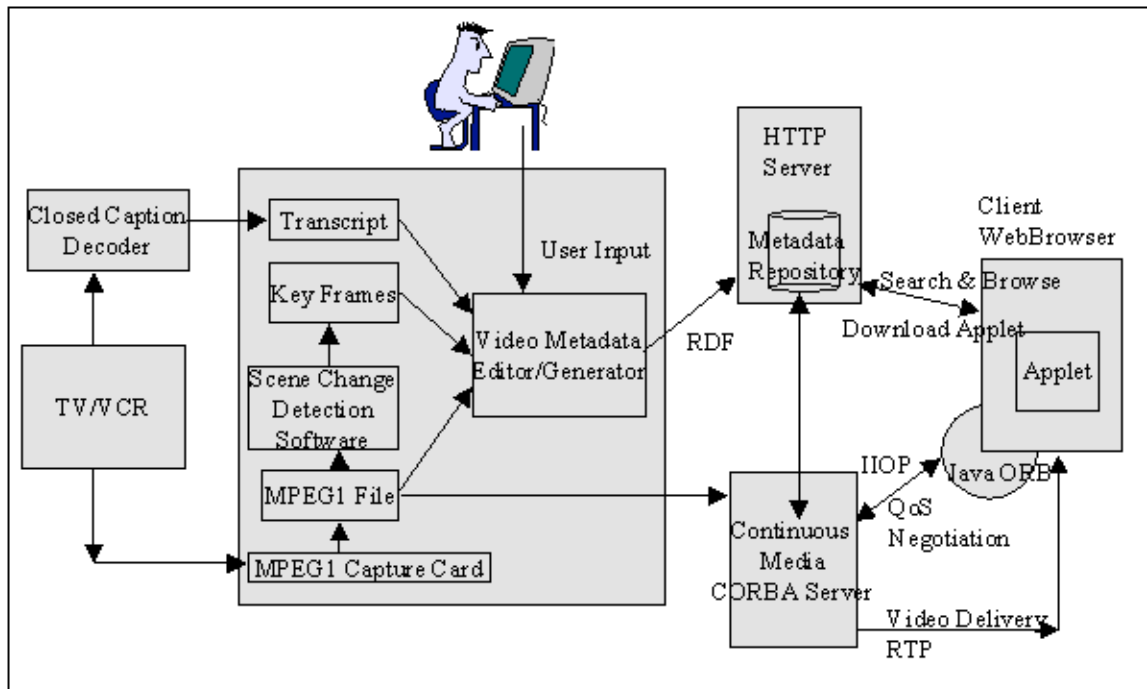 HTTP
Server
Metadata
Repository
Client
WebBrowser
Search & Browse
Download Applet
Applet
Closed Caption
Decoder
Transcript
User Input
Key Frames
Video Metadata
Editor/Generator
RDF
TV/VCR
Scene Change
Detection
Software
MPEG1 File
MPEG1 Capture Card
IIOP
Java ORB
QoS
Negotiation
Continuous
Media
CORBA Server
Video Delivery
RTP